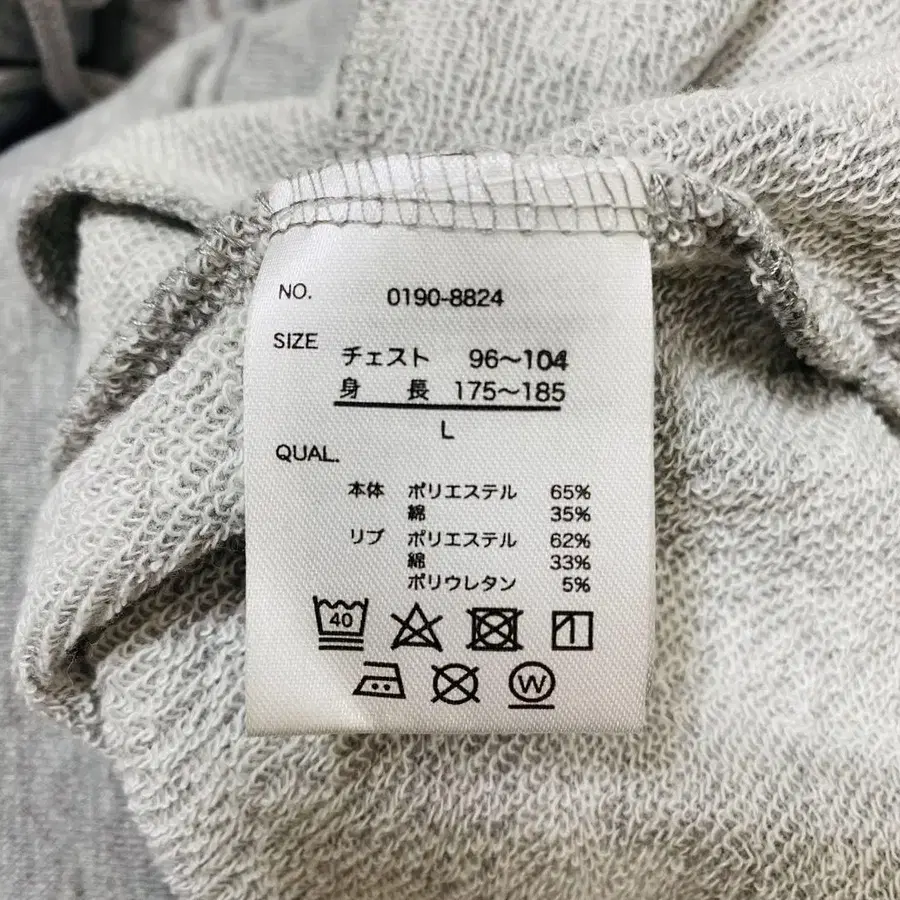 NO. 0190-8824
SIZE
チェスト 96〜104
身 長 175〜185
L
QUAL.
本体 ポリエステル 65%
綿 35%
リブ ポリエステル 62%
綿 33%
ポリウレタン 5%
40
W